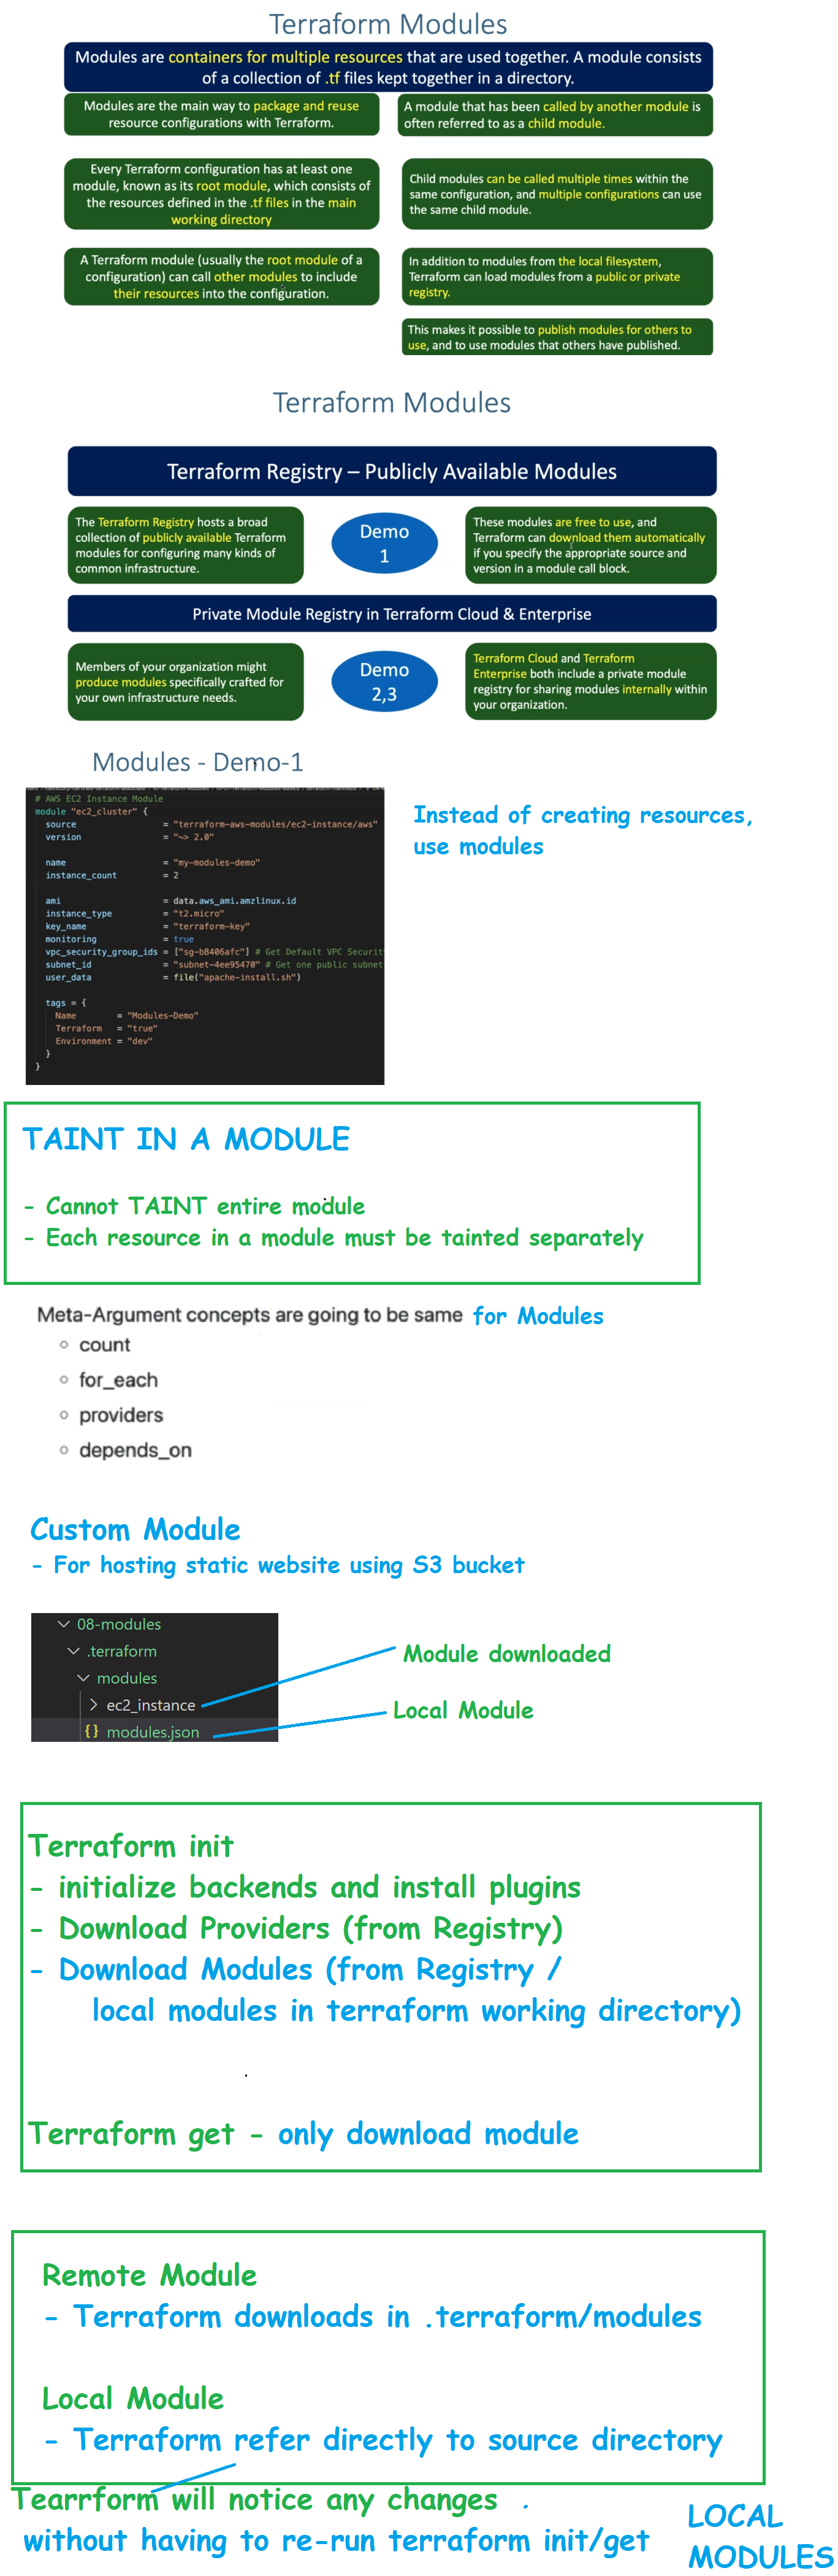 Terraform Modules
Modules are containers for multiple resources that are used together. A module consists
of a collection of .tf files kept together in a directory.
Modules are the main way to package and reuse
resource configurations with Terraform.
A module that has been called by another module is
often referred to as a child module.
Every Terraform configuration has at least one
module, known as its root module, which consists of
the resources defined in the .tf files in the main
working directory
Child modules can be called multiple times within the
same configuration, and multiple configurations can use
the same child module.
A Terraform module (usually the root module of a
configuration) can call other modules to include
their resources into the configuration.
In addition to modules from the local filesystem,
Terraform can load modules from a public or private
registry.
This makes it possible to publish modules for others to
use, and to use modules that others have published.
Terraform Modules
Terraform Registry – Publicly Available Modules
The Terraform Registry hosts a broad
collection of publicly available Terraform
modules for configuring many kinds of
common infrastructure.
Demo
1
These modules are free to use, and
Terraform can download them automatically
if you specify the appropriate source and
version in a module call block.
Private Module Registry in Terraform Cloud & Enterprise
Members of your organization might
produce modules specifically crafted for
your own infrastructure needs.
Demo
2,3
Terraform Cloud and Terraform
Enterprise both include a private module
registry for sharing modules internally within
your organization.
Modules - Demo-1
# AWS EC2 Instance Module
module "ec2_cluster" {
source = "terraform-aws-modules/ec2-instance/aws"
version = "~> 2.0"
name = "my-modules-demo"
instance_count = 2
ami = data.aws_ami.amzlinux.id
instance_type = "t2.micro"
key_name = "terraform-key"
monitoring = true
vpc_security_group_ids = ["sg-b8406afc"] # Get Default VPC Securit
subnet_id = "subnet-4ee95470" # Get one public subnet
user_data = file("apache-install.sh")
tags = {
Name = "Modules-Demo"
Terraform = "true"
Environment = "dev"
}
}
Instead of creating resources,
use modules
TAINT IN A MODULE
- Cannot TAINT entire module
- Each resource in a module must be tainted separately
Meta-Argument concepts are going to be same for Modules
count
for_each
providers
depends_on
Custom Module
- For hosting static website using S3 bucket
08-modules
.terraform
modules
ec2_instance
{} modules.json
Module downloaded
Local Module
Terraform init
- initialize backends and install plugins
- Download Providers (from Registry)
- Download Modules (from Registry /
local modules in terraform working directory)
Terraform get - only download module
Remote Module
- Terraform downloads in .terraform/modules
Local Module
- Terraform refer directly to source directory
Tearrform will notice any changes
without having to re-run terraform init/get
LOCAL
MODULES